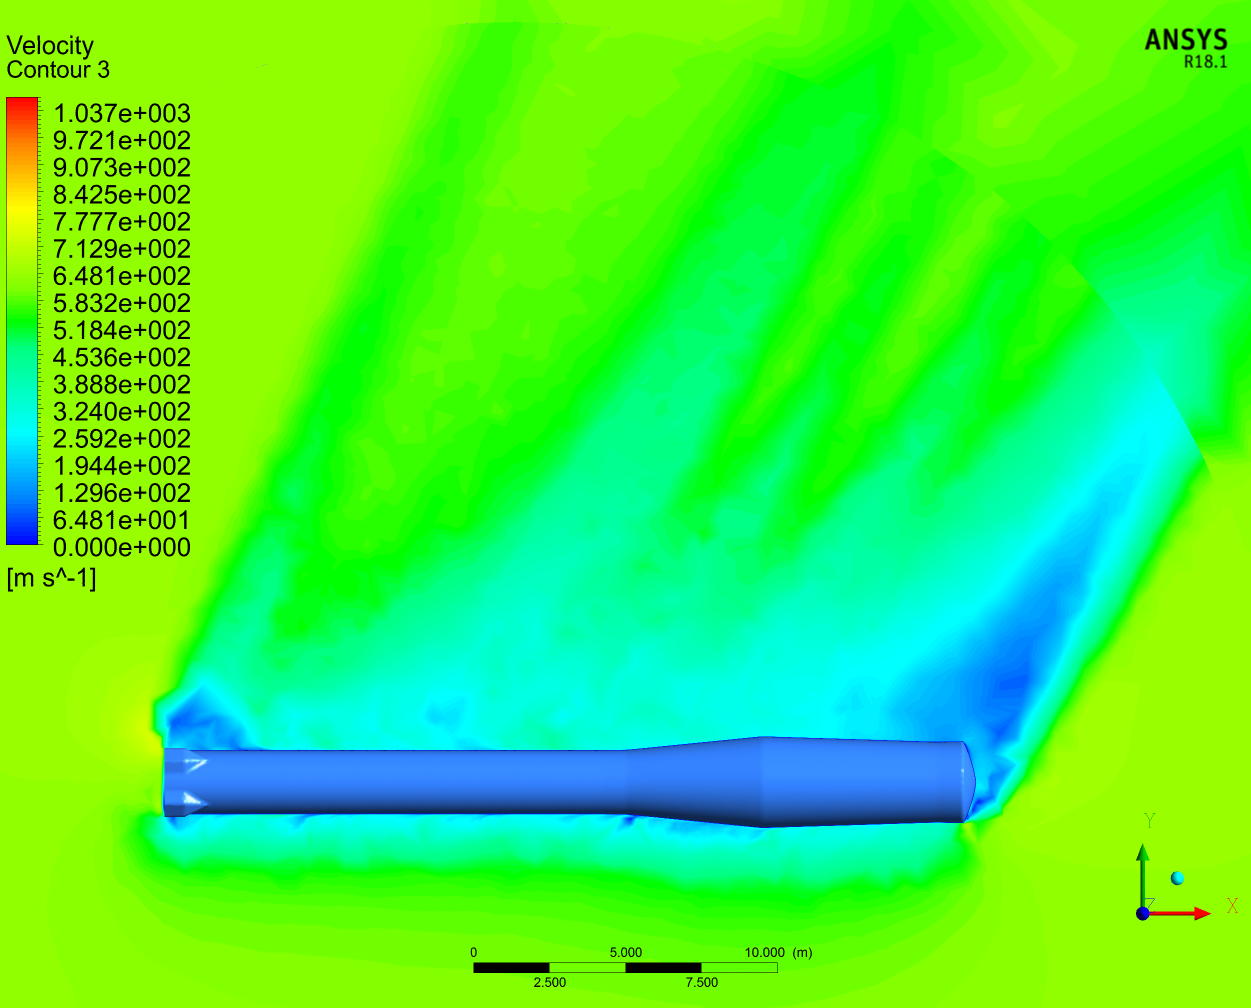 Velocity
Contour 3
1.037e+003
9.721e+002
9.073e+002
8.425e+002
7.777e+002
7.129e+002
6.481e+002
5.832e+002
5.184e+002
4.536e+002
3.888e+002
3.240e+002
2.592e+002
1.944e+002
1.296e+002
6.481e+001
0.000e+000
[m s^-1]
ANSYS
R18.1
0 5.000 10.000 (m)
2.500 7.500
Y
Z X